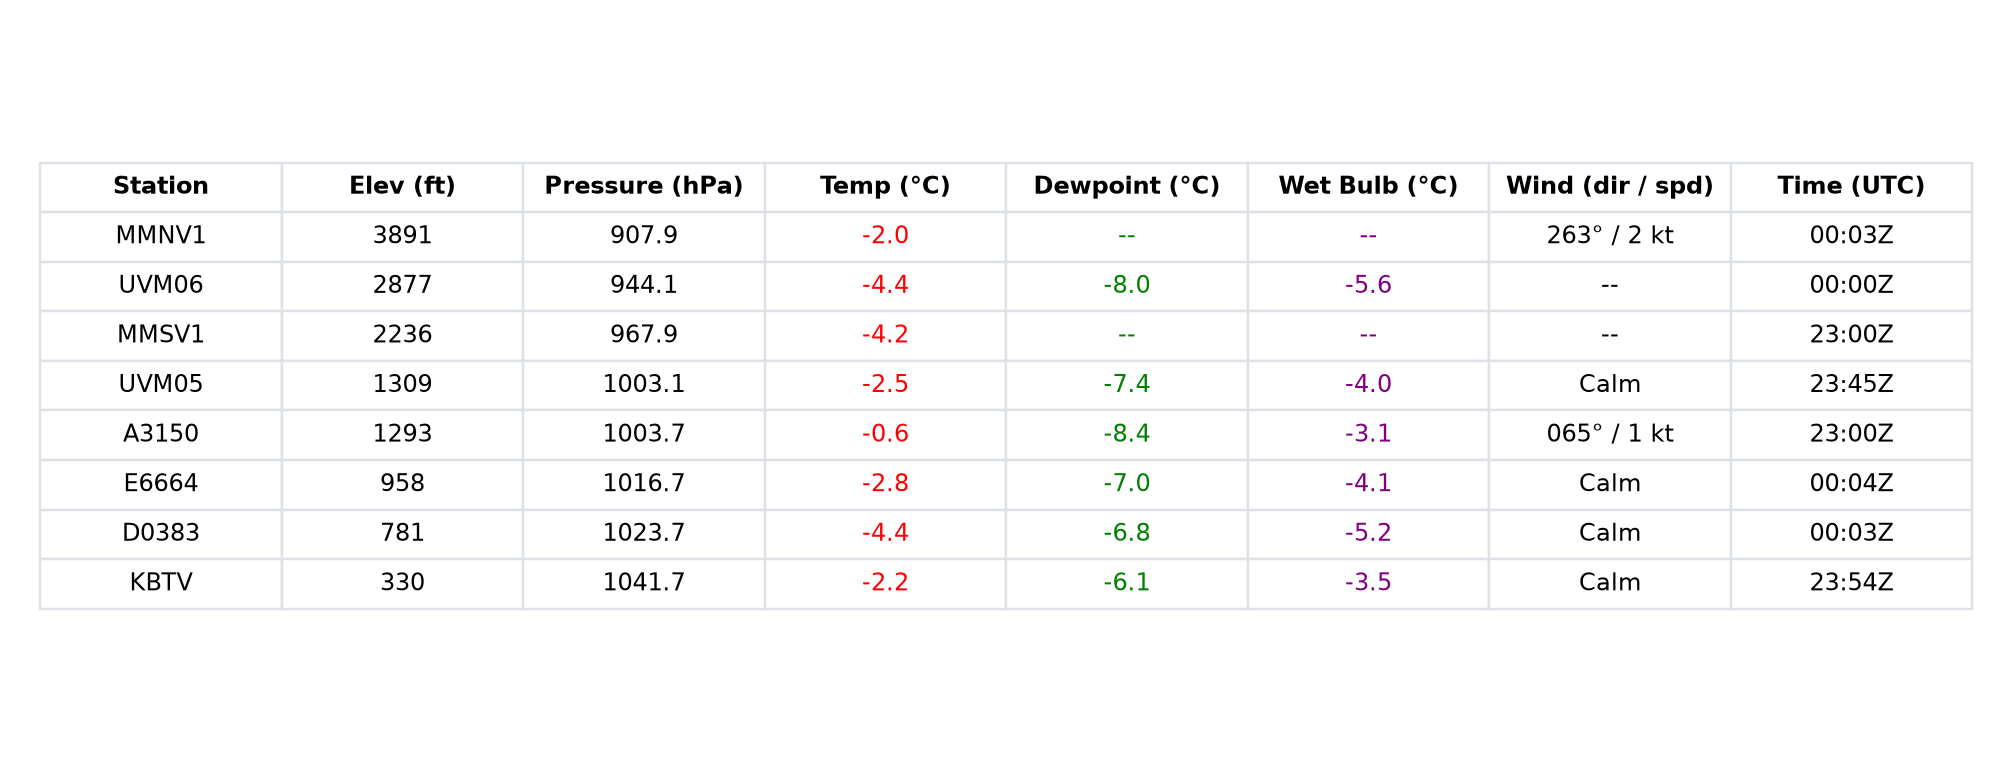 Station Elev (ft) Pressure (hPa) Temp (°C) Dewpoint (°C) Wet Bulb (°C) Wind (dir / spd) Time (UTC)
MMNV1 3891 907.9 -2.0 -- -- 263° / 2 kt 00:03Z
UVM06 2877 944.1 -4.4 -8.0 -5.6 -- 00:00Z
MMSV1 2236 967.9 -4.2 -- -- -- 23:00Z
UVM05 1309 1003.1 -2.5 -7.4 -4.0 Calm 23:45Z
A3150 1293 1003.7 -0.6 -8.4 -3.1 065° / 1 kt 23:00Z
E6664 958 1016.7 -2.8 -7.0 -4.1 Calm 00:04Z
D0383 781 1023.7 -4.4 -6.8 -5.2 Calm 00:03Z
KBTV 330 1041.7 -2.2 -6.1 -3.5 Calm 23:54Z